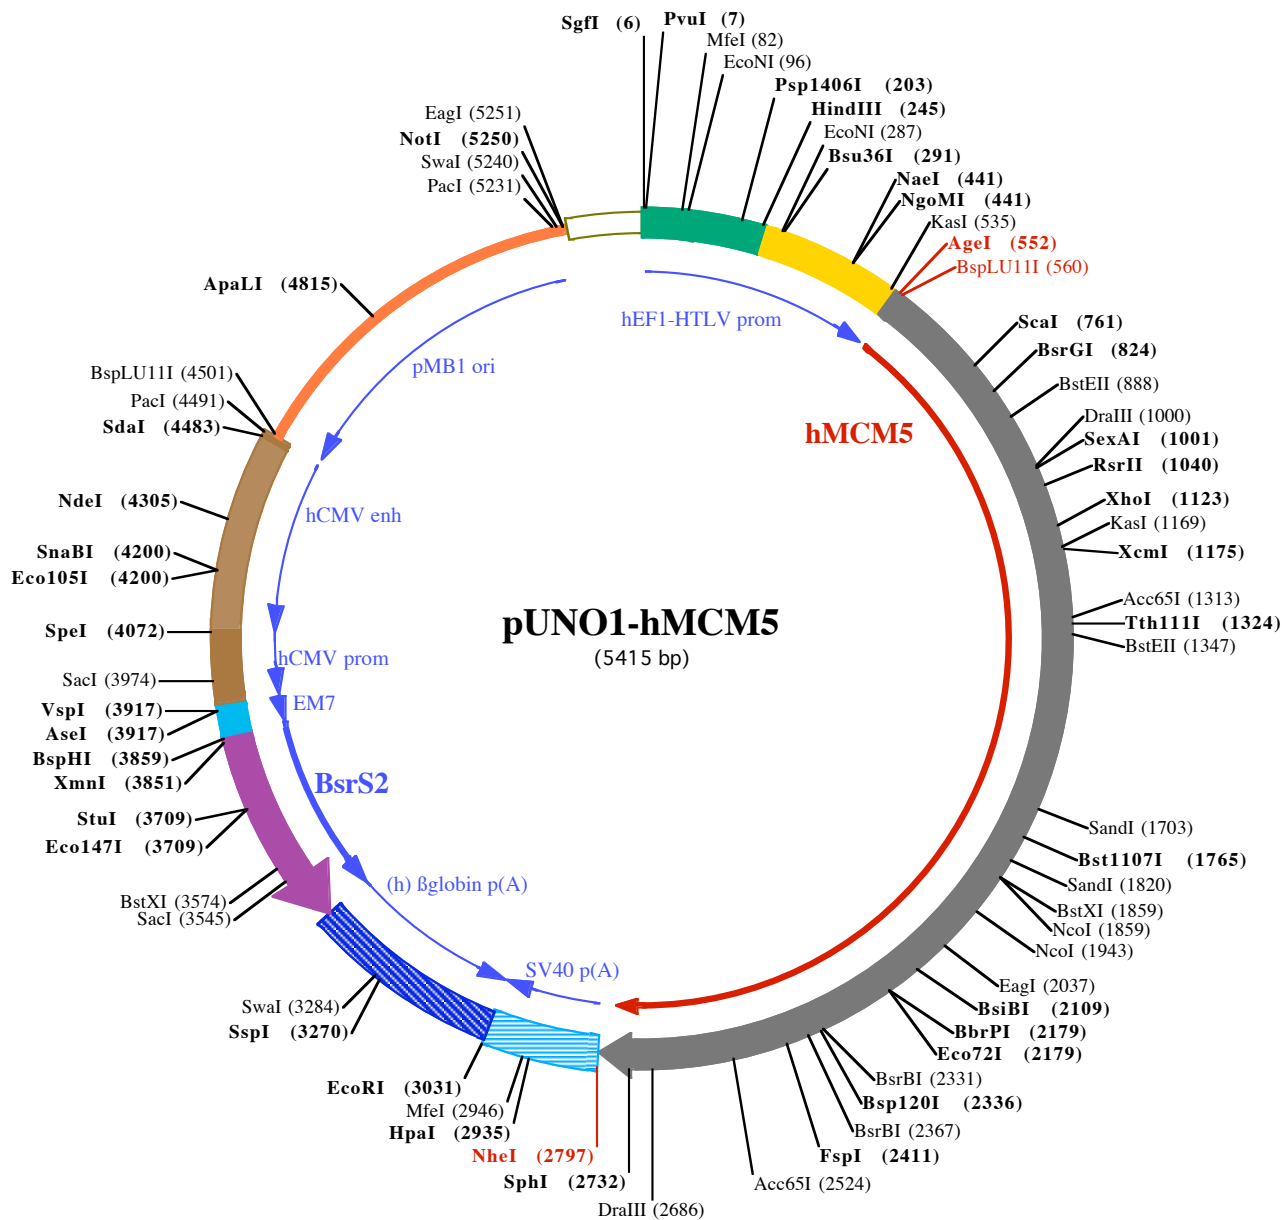 SgfI (6)
PvuI (7)
MfeI (82)
EcoNI (96)
Psp1406I (203)
HindIII (245)
EcoNI (287)
Bsu36I (291)
NaeI (441)
NgoMI (441)
KasI (535)
AgeI (552)
BspLU11I (560)
ScaI (761)
BsrGI (824)
BstEII (888)
DraIII (1000)
SexAI (1001)
RsrII (1040)
XhoI (1123)
KasI (1169)
XcmI (1175)
Acc65I (1313)
Tth111I (1324)
BstEII (1347)
SandI (1703)
Bst1107I (1765)
SandI (1820)
BstXI (1859)
NcoI (1859)
NcoI (1943)
EagI (2037)
BsiBI (2109)
BbrPI (2179)
Eco72I (2179)
BsrBI (2331)
Bsp120I (2336)
BsrBI (2367)
FspI (2411)
Acc65I (2524)
DraIII (2686)
SphI (2732)
NheI (2797)
HpaI (2935)
MfeI (2946)
EcoRI (3031)
SspI (3270)
SwaI (3284)
SacI (3545)
BstXI (3574)
Eco147I (3709)
StuI (3709)
XmnI (3851)
BspHI (3859)
AseI (3917)
VspI (3917)
SacI (3974)
SpeI (4072)
Eco105I (4200)
SnaBI (4200)
NdeI (4305)
SdaI (4483)
PacI (4491)
BspLU11I (4501)
ApaLI (4815)
PacI (5231)
SwaI (5240)
NotI (5250)
EagI (5251)
hEF1-HTLV prom
hMCM5
pMB1 ori
hCMV enh
hCMV prom
EM7
BsrS2
(h) ßglobin p(A)
SV40 p(A)
pUNO1-hMCM5
(5415 bp)